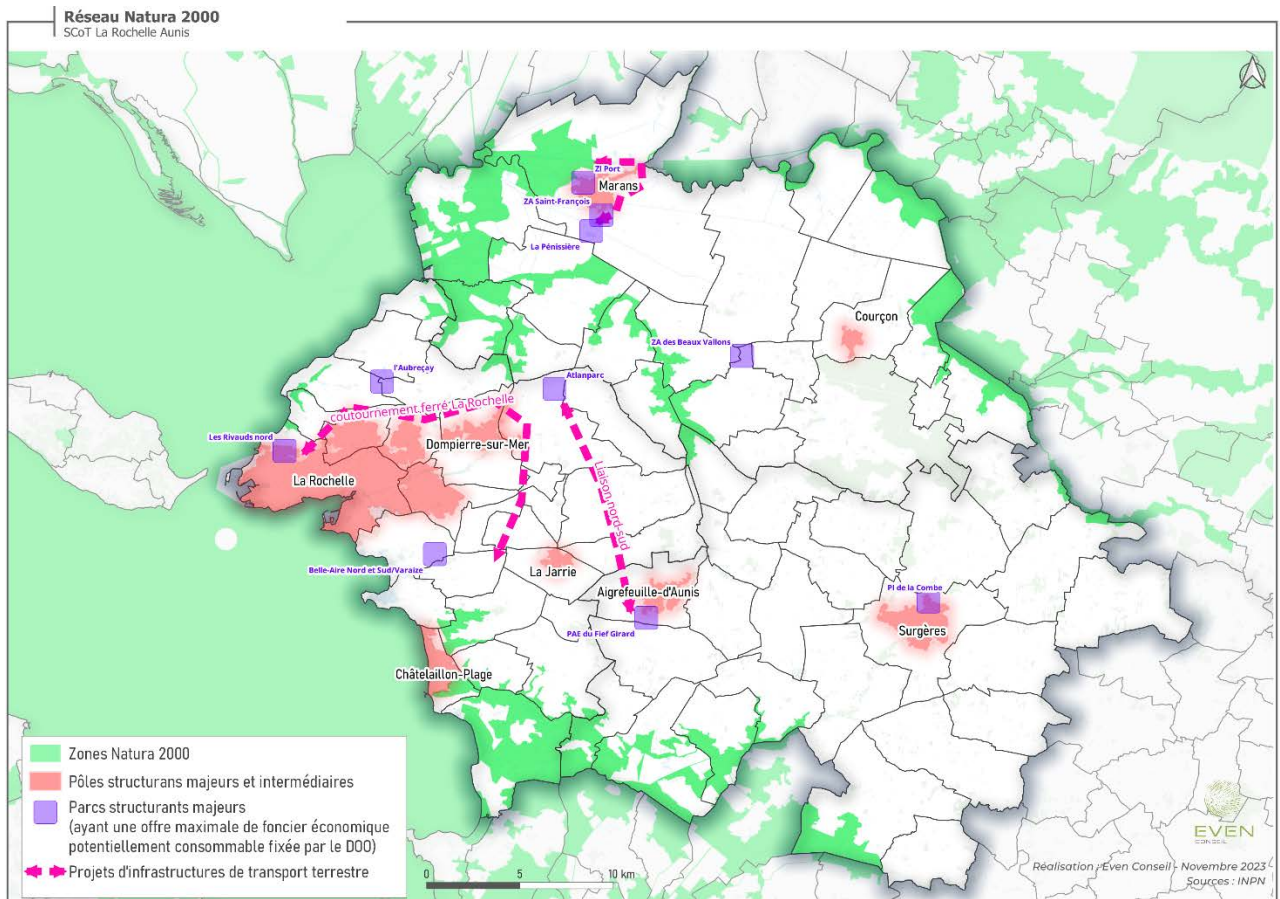 Réseau Natura 2000
SCoT La Rochelle Aunis
ZI Port
Marans
ZA Saint-François
La Pénissière
Courçon
ZA des Beaux Vallons
l'Aubreçay
Atlanparc
coutournement ferré La Rochelle
Les Rivauds nord
Dompierre-sur-Mer
La Rochelle
Liaison nord-sud
Belle-Aire Nord et Sud/Varaize
La Jarrie
Aigrefeuille-d'Aunis
PI de la Combe
PAE du Fief Girard
Surgères
Châtelaillon-Plage
Zones Natura 2000
Pôles structurans majeurs et intermédiaires
Parcs structurants majeurs
(ayant une offre maximale de foncier économique
potentiellement consommable fixée par le DOO)
Projets d'infrastructures de transport terrestre
0 5 10 km
EVEN
CONSEIL
Réalisation : Even Conseil - Novembre 2023
Sources : INPN